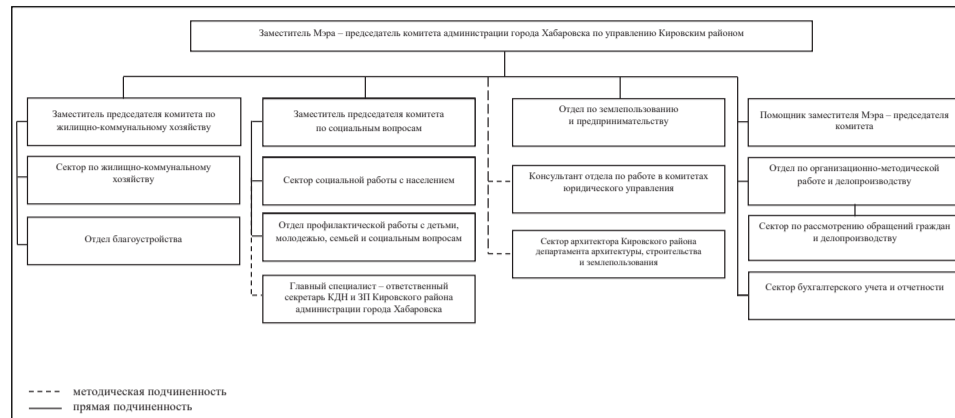 Заместитель Мэра – председатель комитета администрации города Хабаровска по управлению Кировским районом
Заместитель председателя комитета по
жилищно-коммунальному хозяйству
Сектор по жилищно-коммунальному
хозяйству
Отдел благоустройства
Заместитель председателя комитета
по социальным вопросам
Сектор социальной работы с населением
Отдел профилактической работы с детьми,
молодежью, семьей и социальным вопросам
Главный специалист – ответственный
секретарь КДН и ЗП Кировского района
администрации города Хабаровска
Отдел по землепользованию
и предпринимательству
Консультант отдела по работе в комитетах
юридического управления
Сектор архитектора Кировского района
департамента архитектуры, строительства
и землепользования
Помощник заместителя Мэра – председателя
комитета
Отдел по организационно-методической
работе и делопроизводству
Сектор по рассмотрению обращений граждан
и делопроизводству
Сектор бухгалтерского учета и отчетности
методическая подчиненность
прямая подчиненность